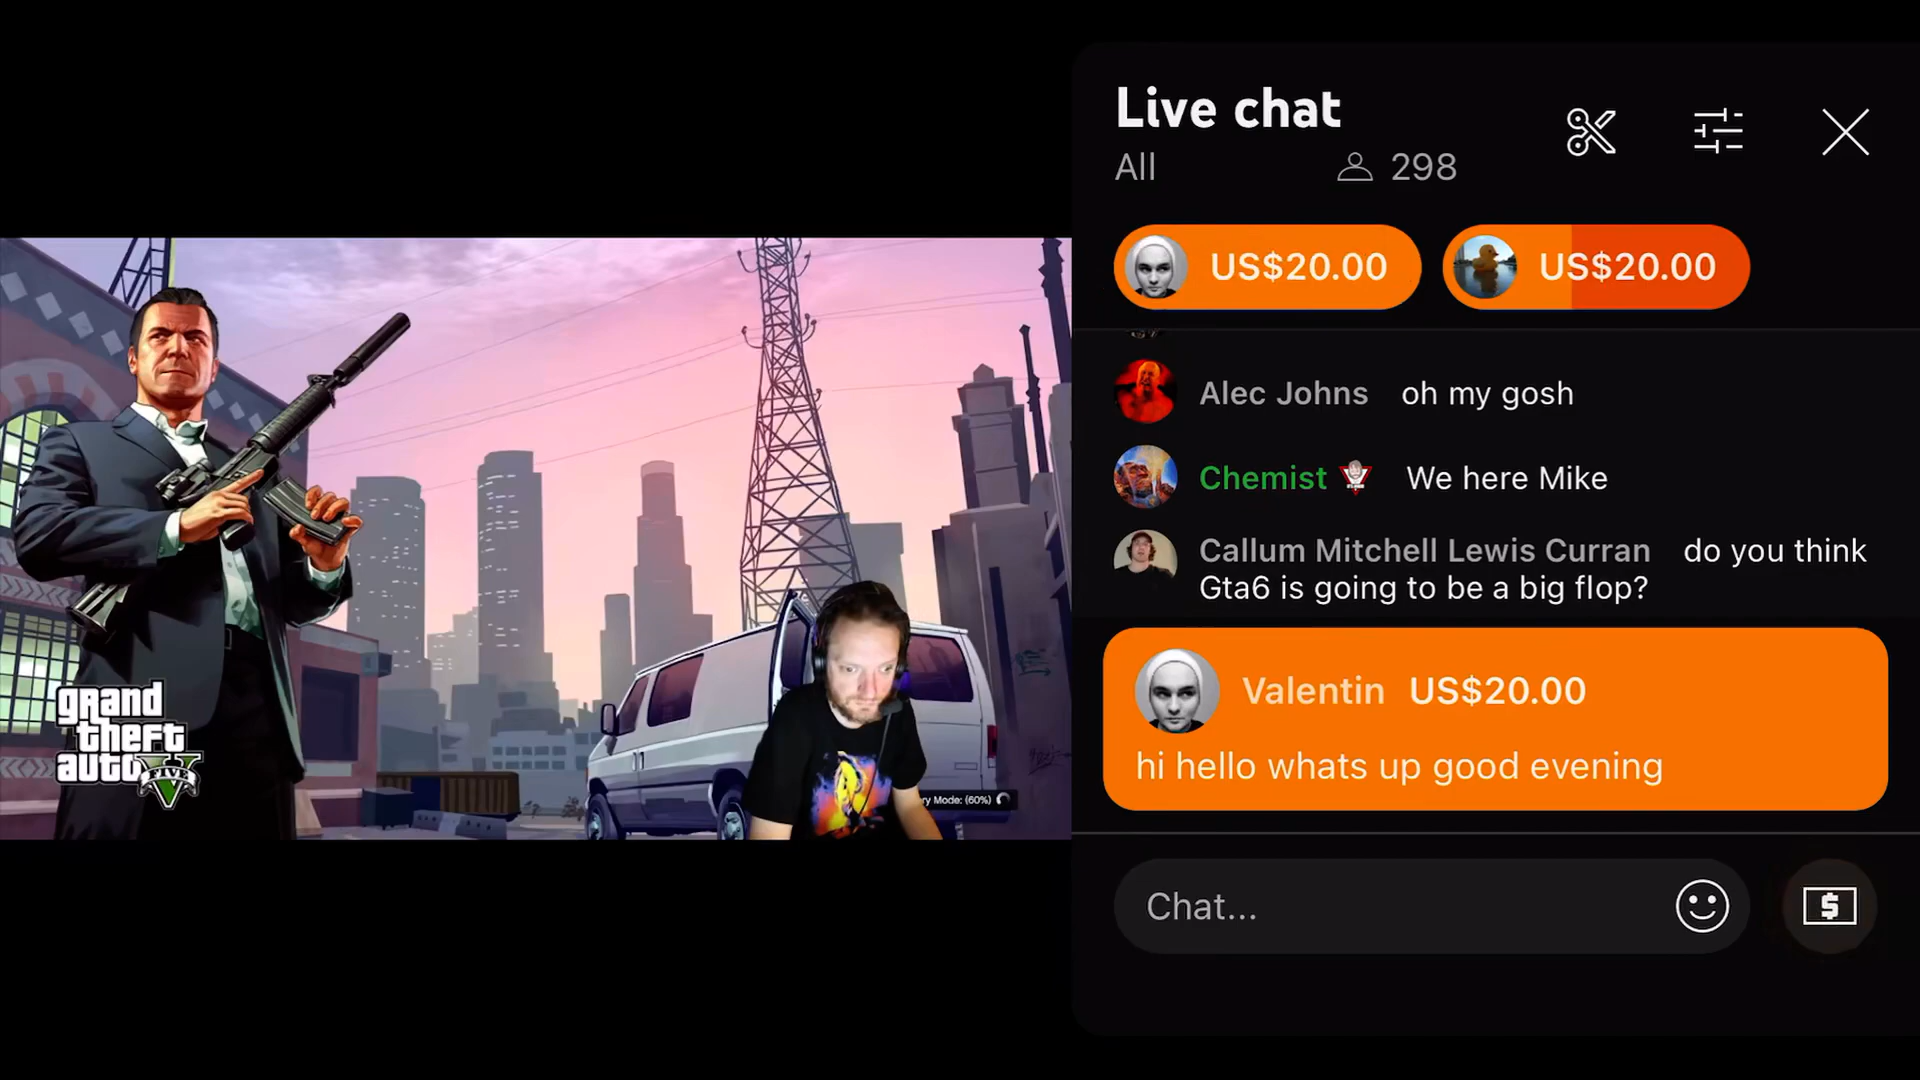 Live chat
All 298
US$20.00 US$20.00
Alec Johns oh my gosh
Chemist We here Mike
Callum Mitchell Lewis Curran do you think
Gta6 is going to be a big flop?
Valentin US$20.00
hi hello whats up good evening
Chat...
grand
theft
auto
FIVE
ry Mode: (60%)